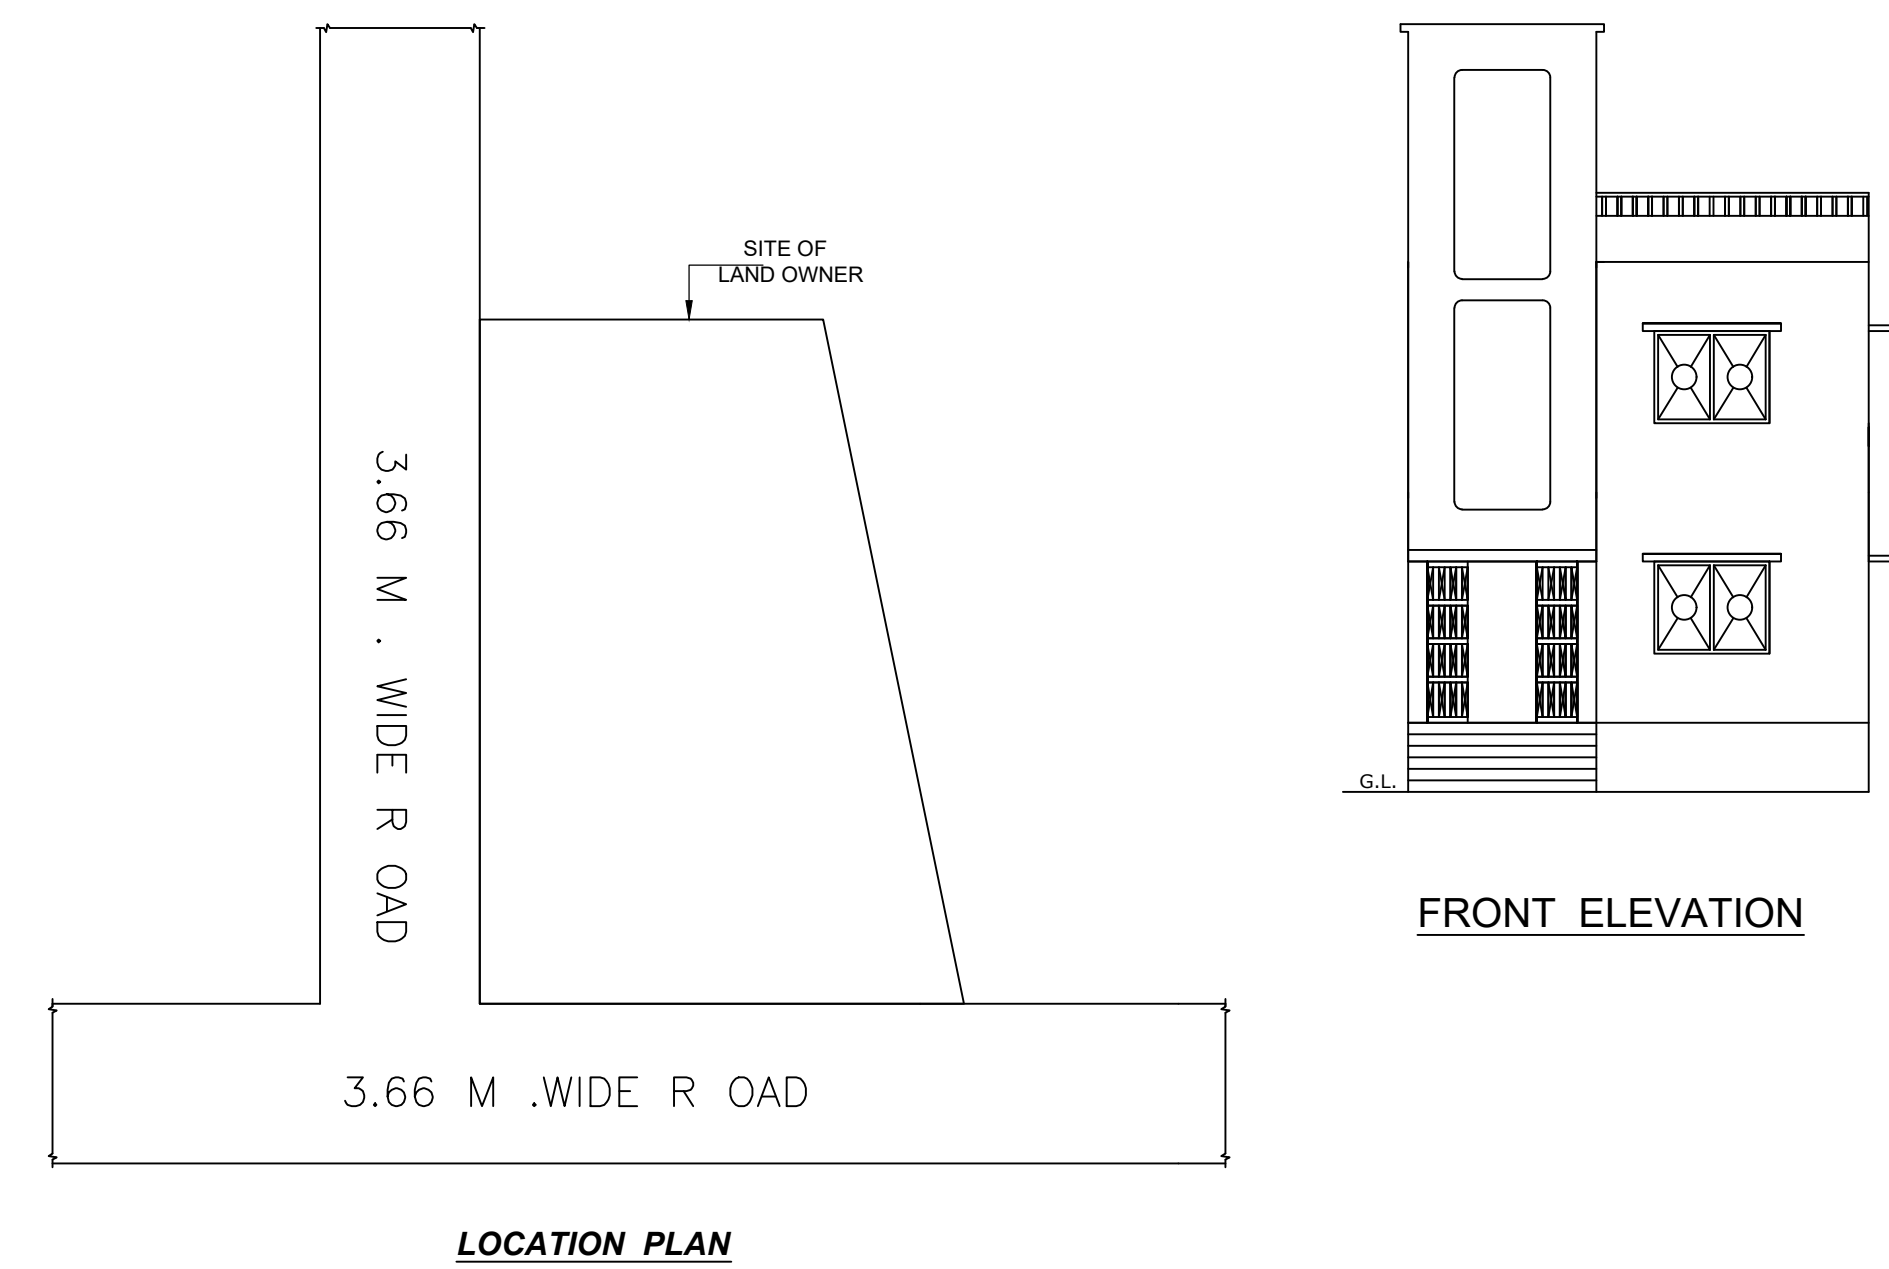 SITE OF
LAND OWNER
3.66 M . WIDE R OAD
G.L.
FRONT ELEVATION
3.66 M .WIDE R OAD
LOCATION PLAN